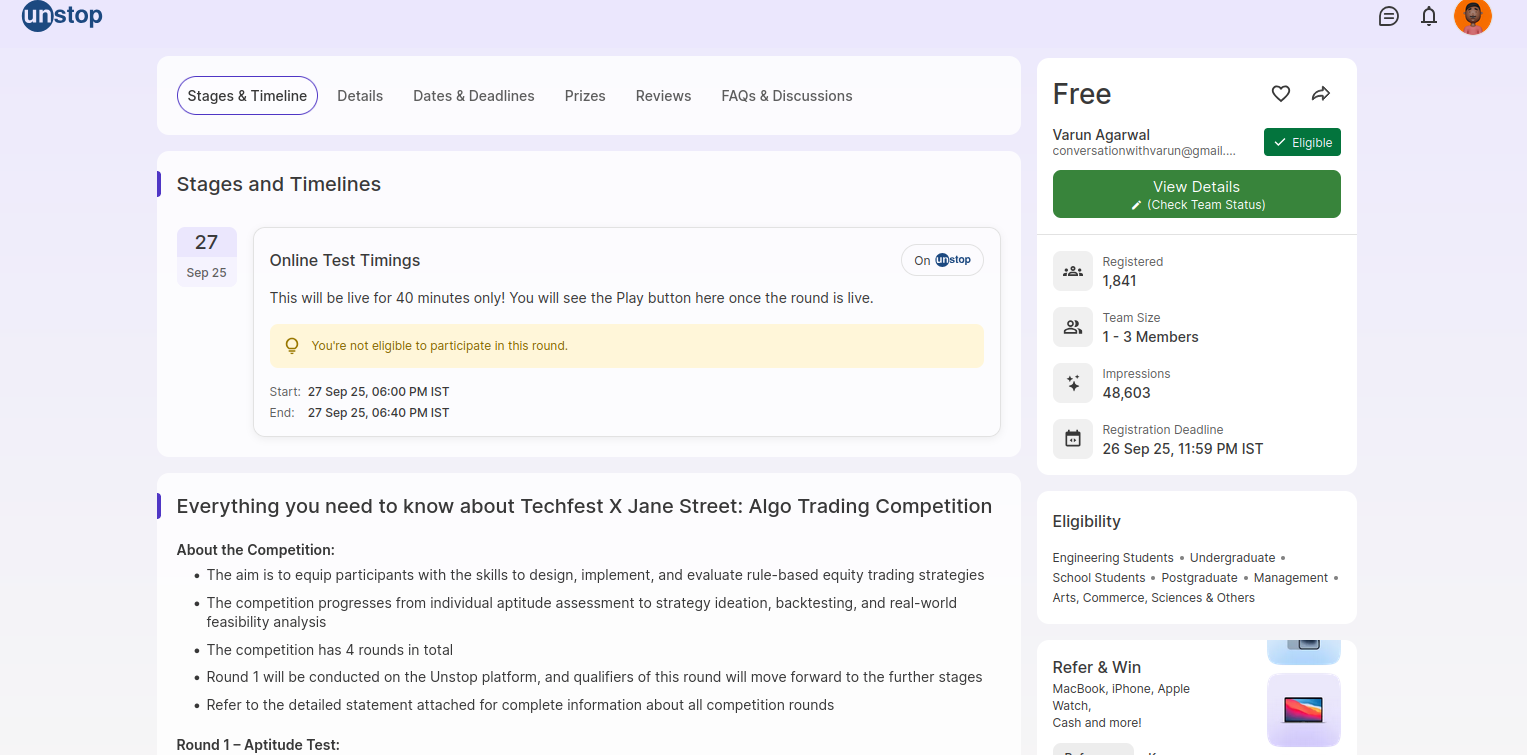 unstop
Stages & Timeline
Details
Dates & Deadlines
Prizes
Reviews
FAQs & Discussions
Stages and Timelines
27
Sep 25
Online Test Timings
On unstop
This will be live for 40 minutes only! You will see the Play button here once the round is live.
You're not eligible to participate in this round.
Start: 27 Sep 25, 06:00 PM IST
End: 27 Sep 25, 06:40 PM IST
Everything you need to know about Techfest X Jane Street: Algo Trading Competition
About the Competition:
• The aim is to equip participants with the skills to design, implement, and evaluate rule-based equity trading strategies
• The competition progresses from individual aptitude assessment to strategy ideation, backtesting, and real-world
feasibility analysis
• The competition has 4 rounds in total
• Round 1 will be conducted on the Unstop platform, and qualifiers of this round will move forward to the further stages
• Refer to the detailed statement attached for complete information about all competition rounds
Round 1 – Aptitude Test:
Free
Varun Agarwal
conversationwithvarun@gmail....
Eligible
View Details
(Check Team Status)
Registered
1,841
Team Size
1 - 3 Members
Impressions
48,603
Registration Deadline
26 Sep 25, 11:59 PM IST
Eligibility
Engineering Students • Undergraduate •
School Students • Postgraduate • Management •
Arts, Commerce, Sciences & Others
Refer & Win
MacBook, iPhone, Apple
Watch,
Cash and more!